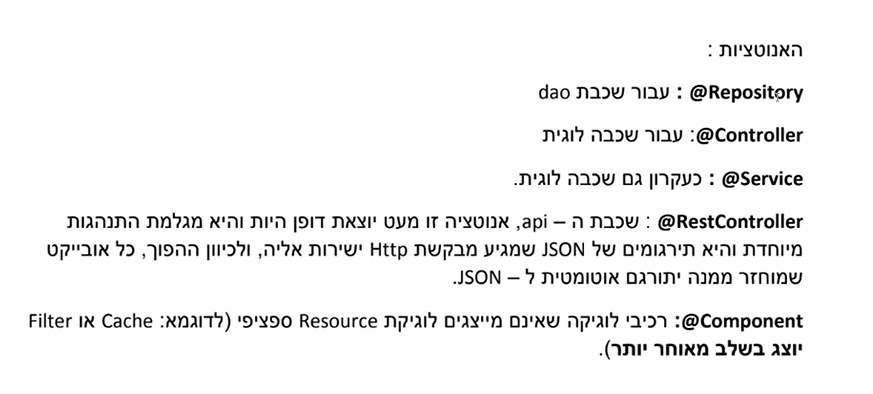 האנוטציות :
@Repository : עבור שכבת dao
@Controller: עבור שכבה לוגית
@Service : כעקרון גם שכבה לוגית.
@RestController : שכבת ה – api, אנוטציה זו מעט יוצאת דופן היות והיא מגלמת התנהגות
מיוחדת והיא תירגומים של JSON שמגיע מבקשת Http ישירות אליה, ולכיוון ההפוך, כל אובייקט
שמוחזר ממנה יתורגם אוטומטית ל – JSON.
@Component: רכיבי לוגיקה שאינם מייצגים לוגיקת Resource ספציפי (לדוגמא: Cache או Filter
יוצג בשלב מאוחר יותר).